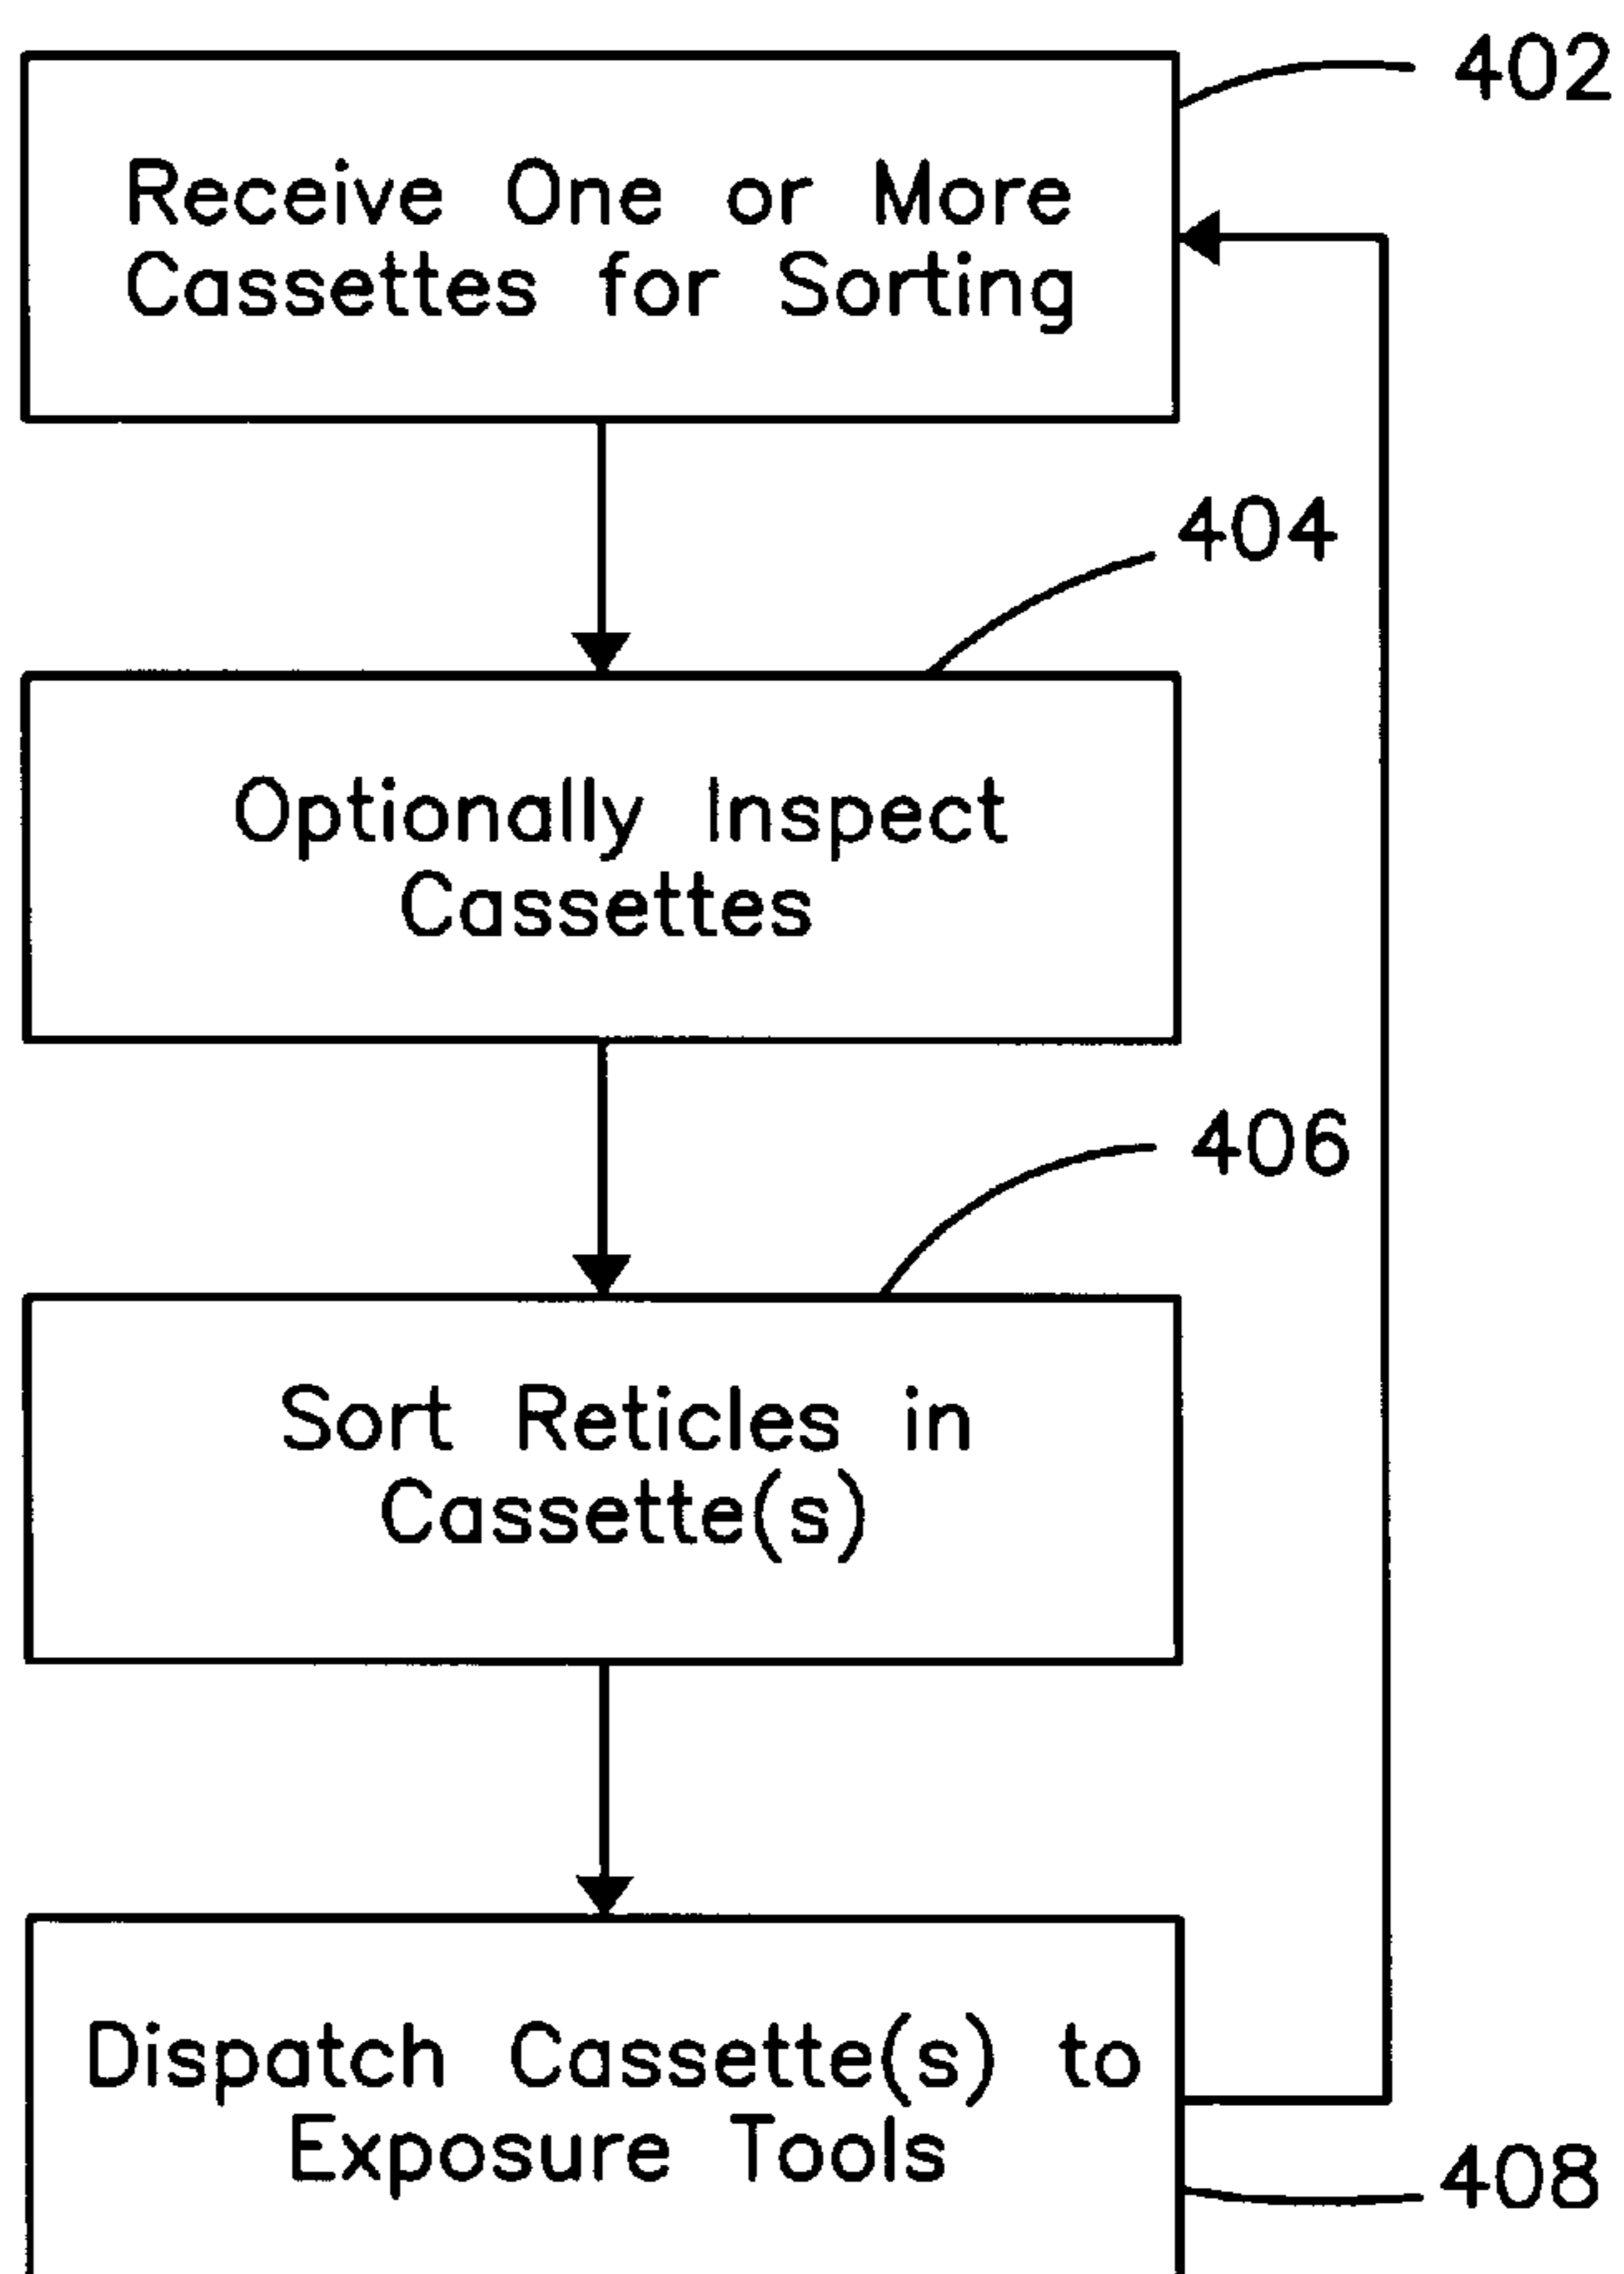 402
Receive One or More
Cassettes for Sorting
404
Optionally Inspect
Cassettes
406
Sort Reticles in
Cassette(s)
Dispatch Cassette(s) to
Exposure Tools
408